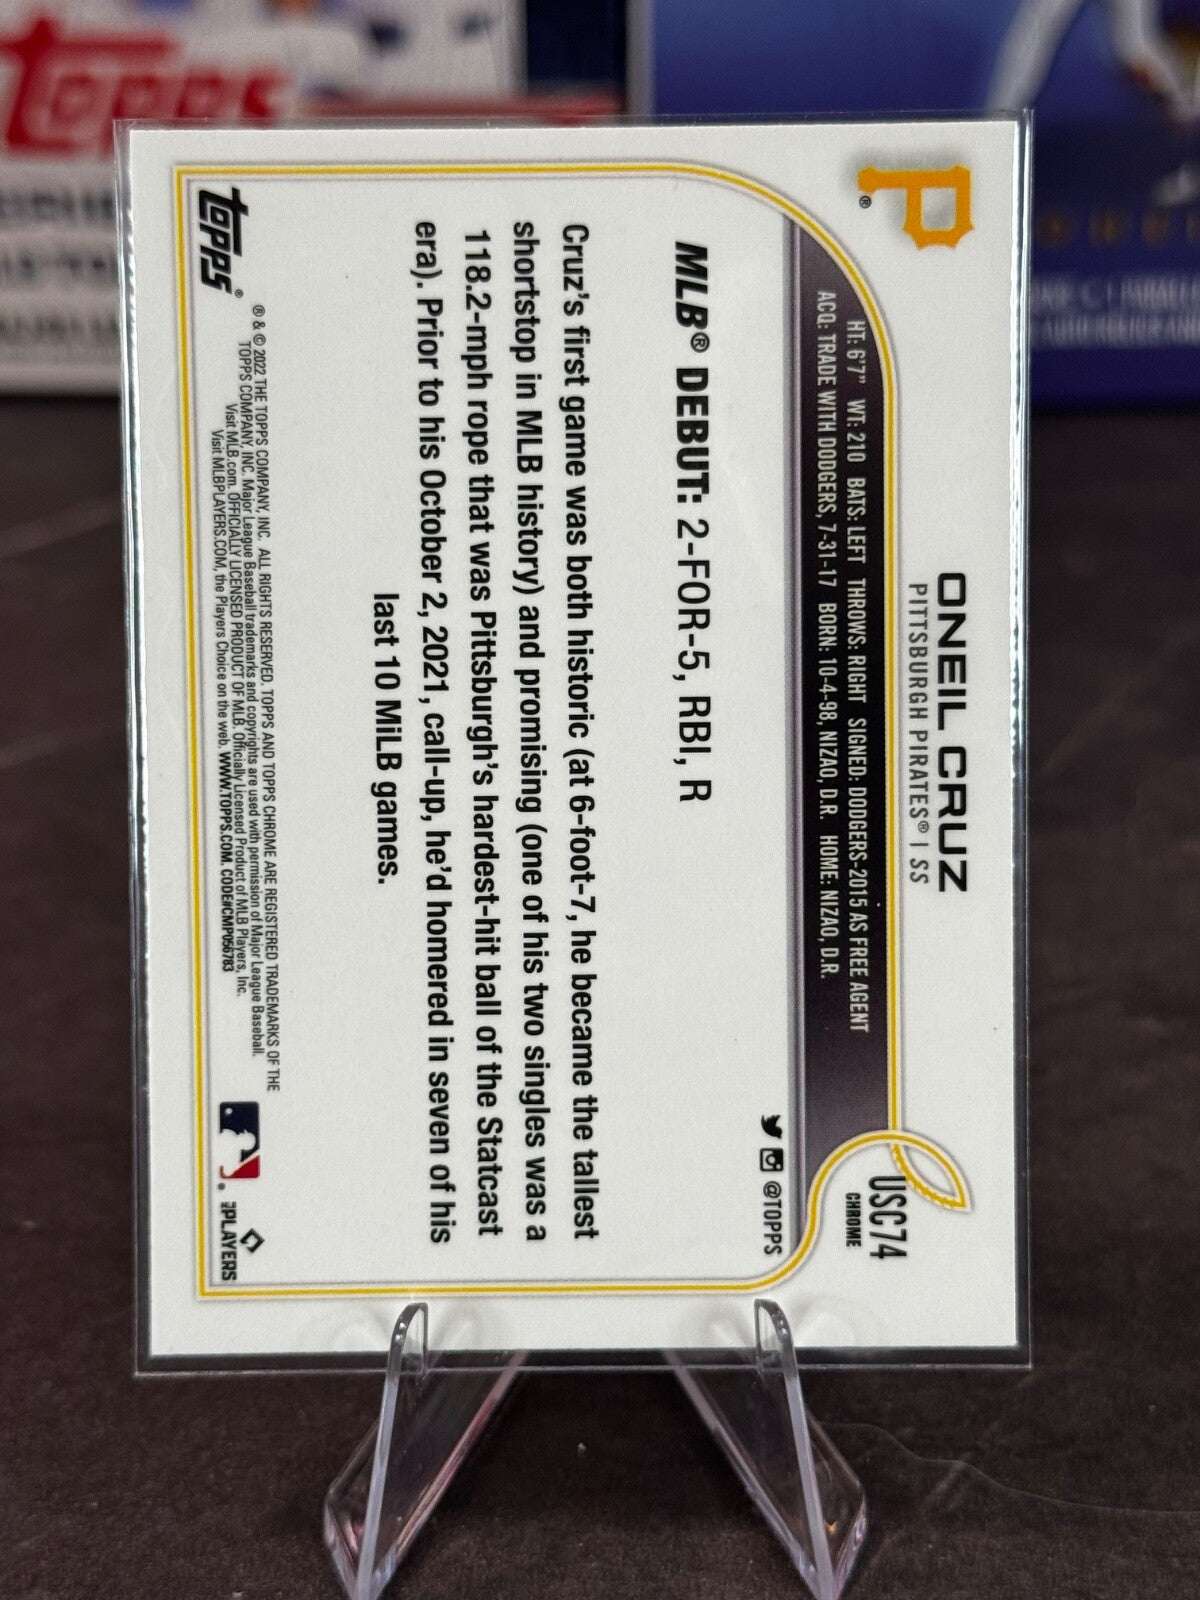 P®
ONEIL CRUZ
PITTSBURGH PIRATES® | SS
HT: 6'7" WT: 210 BATS: LEFT THROWS: RIGHT SIGNED: DODGERS-2015 AS FREE AGENT
ACQ: TRADE WITH DODGERS, 7-31-17 BORN: 10-4-98, NIZAO, D.R. HOME: NIZAO, D.R.
USC74
CHROME
@TOPPS
MLB® DEBUT: 2-FOR-5, RBI, R
Cruz's first game was both historic (at 6-foot-7, he became the tallest
shortstop in MLB history) and promising (one of his two singles was a
118.2-mph rope that was Pittsburgh's hardest-hit ball of the Statcast
era). Prior to his October 2, 2021, call-up, he'd homered in seven of his
last 10 MiLB games.
topps®
® & © 2022 THE TOPPS COMPANY, INC. ALL RIGHTS RESERVED. TOPPS AND TOPPS CHROME ARE REGISTERED TRADEMARKS OF THE
TOPPS COMPANY, INC. Major League Baseball trademarks and copyrights are used with permission of Major League Baseball.
Visit MLB.com. OFFICIALLY LICENSED PRODUCT OF MLB. Officially Licensed Product of MLB Players, Inc.
Visit MLBPLAYERS.COM, the Players Choice on the web. WWW.TOPPS.COM. CODE#CMP056783
PLAYERS
topps